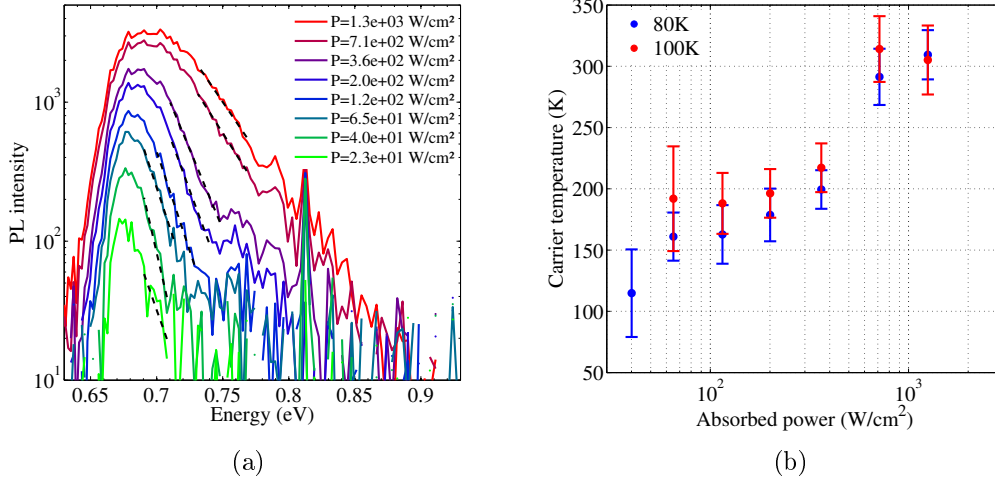 (a)
PL intensity
10³
10²
10¹
P=1.3e+03 W/cm²
P=7.1e+02 W/cm²
P=3.6e+02 W/cm²
P=2.0e+02 W/cm²
P=1.2e+02 W/cm²
P=6.5e+01 W/cm²
P=4.0e+01 W/cm²
P=2.3e+01 W/cm²
0.65 0.7 0.75 0.8 0.85 0.9
Energy (eV)
(a)
b)
Carrier temperature (K)
350
300
250
200
150
100
50
80K
100K
10² 10³
Absorbed power (W/cm²)
(b)